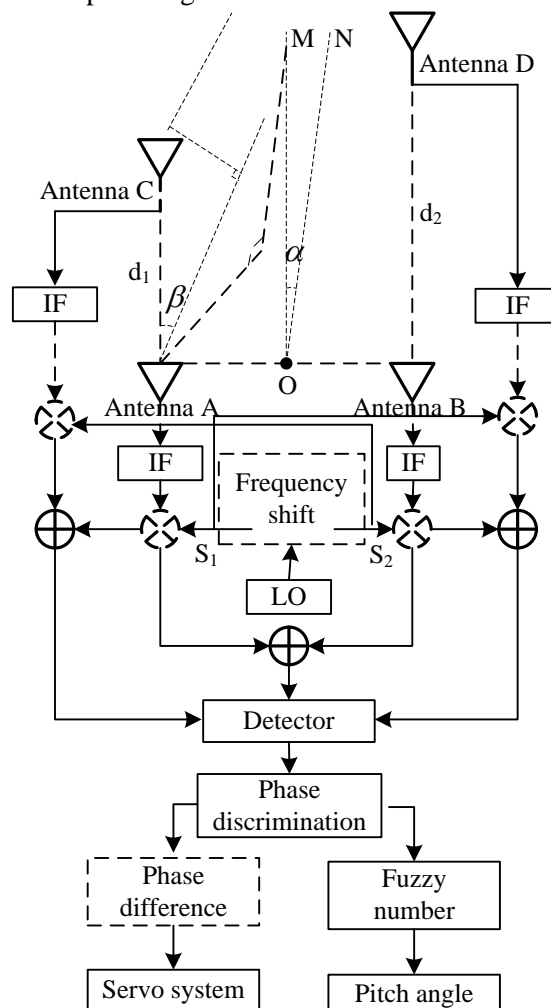 M N
Antenna D
Antenna C
d₁
d₂
β
α
IF
IF
O
Antenna A
Antenna B
IF
IF
Frequency
shift
S₁
S₂
LO
Detector
Phase
discrimination
Phase
difference
Fuzzy
number
Servo system
Pitch angle